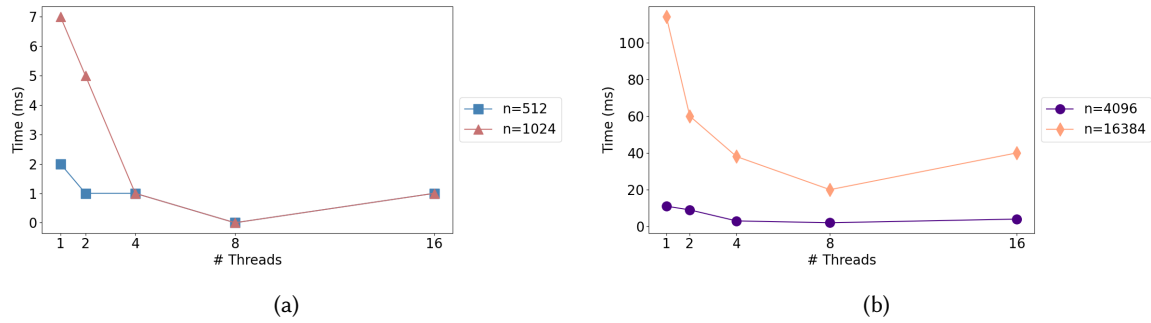 7
6
5
4
3
2
1
0
Time (ms)
1 2 4 8 16
# Threads
n=512
n=1024
(a)
100
80
60
40
20
0
Time (ms)
1 2 4 8 16
# Threads
n=4096
n=16384
(b)